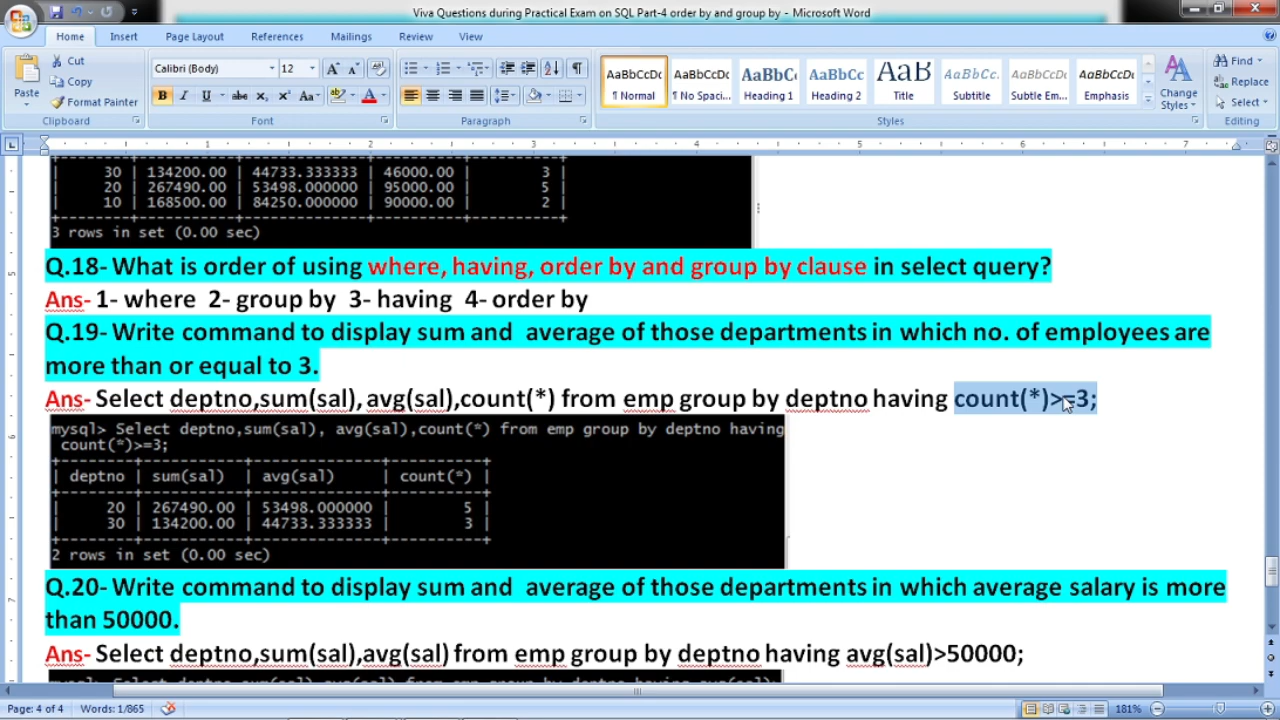 Viva Questions during Practical Exam on SQL Part-4 order by and group by - Microsoft Word
Home Insert Page Layout References Mailings Review View
Cut
Copy
Format Painter
Paste
Clipboard
Calibri (Body) 12
Font
Paragraph
AaBbCcDc AaBbCcDc AaBbCc AaBbCc AaB AaBbCc. AaBbCcDc AaBbCcDc
¶ Normal ¶ No Spaci... Heading 1 Heading 2 Title Subtitle Subtle Em... Emphasis
Styles
Change Styles
Find
Replace
Select
Editing
1 2 3 4 5 6 7
| 30 | 134200.00 | 44733.333333 | 46000.00 | 3 |
| 20 | 267490.00 | 53498.000000 | 95000.00 | 5 |
| 10 | 168500.00 | 84250.000000 | 90000.00 | 2 |
+--------+-----------+--------------+----------+----------+
3 rows in set (0.00 sec)
Q.18- What is order of using where, having, order by and group by clause in select query?
Ans- 1- where 2- group by 3- having 4- order by
Q.19- Write command to display sum and average of those departments in which no. of employees are
more than or equal to 3.
Ans- Select deptno,sum(sal), avg(sal),count(*) from emp group by deptno having count(*)>=3;
mysql> Select deptno,sum(sal), avg(sal),count(*) from emp group by deptno having
count(*)>=3;
+--------+-----------+--------------+----------+
| deptno | sum(sal) | avg(sal) | count(*) |
+--------+-----------+--------------+----------+
| 20 | 267490.00 | 53498.000000 | 5 |
| 30 | 134200.00 | 44733.333333 | 3 |
+--------+-----------+--------------+----------+
2 rows in set (0.00 sec)
Q.20- Write command to display sum and average of those departments in which average salary is more
than 50000.
Ans- Select deptno,sum(sal),avg(sal) from emp group by deptno having avg(sal)>50000;
Page: 4 of 4 Words: 1/865 181%